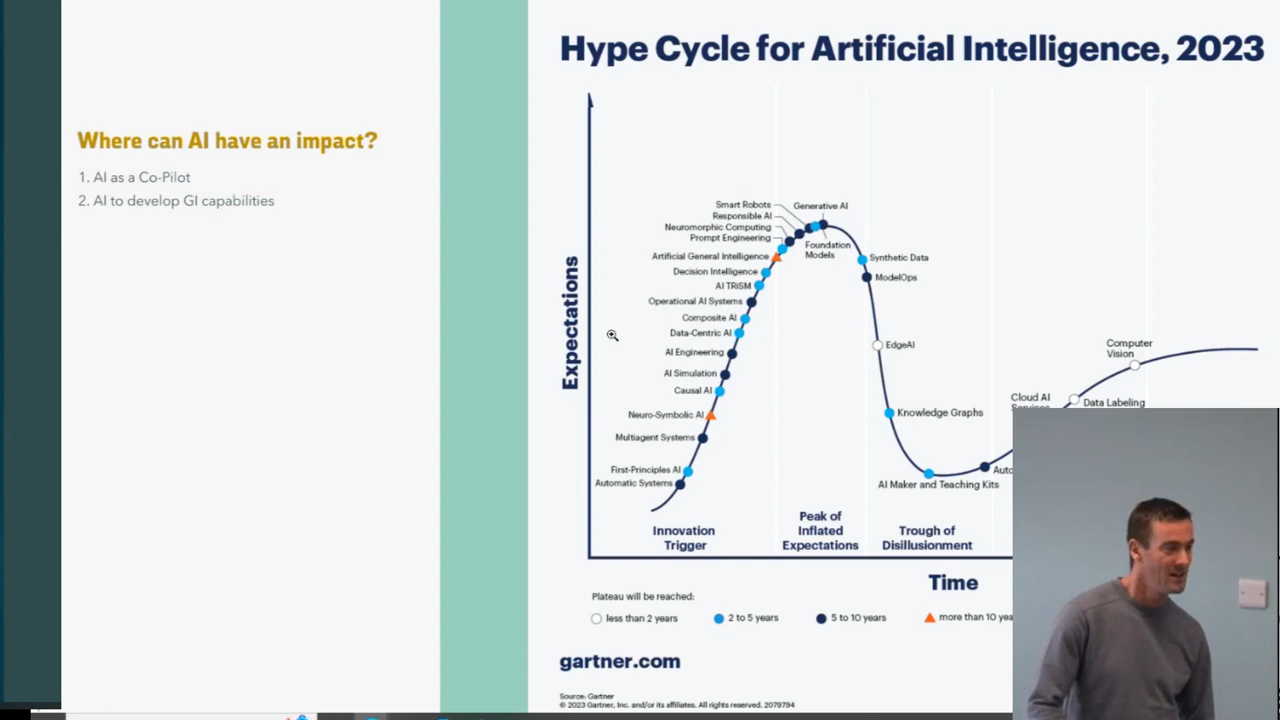 Hype Cycle for Artificial Intelligence, 2023
Where can AI have an impact?
1. AI as a Co-Pilot
2. AI to develop GI capabilities
Expectations
Smart Robots
Responsible AI
Neuromorphic Computing
Prompt Engineering
Artificial General Intelligence
Decision Intelligence
AI TRiSM
Operational AI Systems
Composite AI
Data-Centric AI
AI Engineering
AI Simulation
Causal AI
Neuro-Symbolic AI
Multiagent Systems
First-Principles AI
Automatic Systems
Generative AI
Foundation
Models
Synthetic Data
ModelOps
EdgeAI
Knowledge Graphs
AI Maker and Teaching Kits
Auto
Cloud AI
Services
Data Labeling
Computer
Vision
Innovation
Trigger
Peak of
Inflated
Expectations
Trough of
Disillusionment
Time
Plateau will be reached:
less than 2 years
2 to 5 years
5 to 10 years
more than 10 yea
gartner.com
Source: Gartner
© 2023 Gartner, Inc. and/or its affiliates. All rights reserved. 2079794